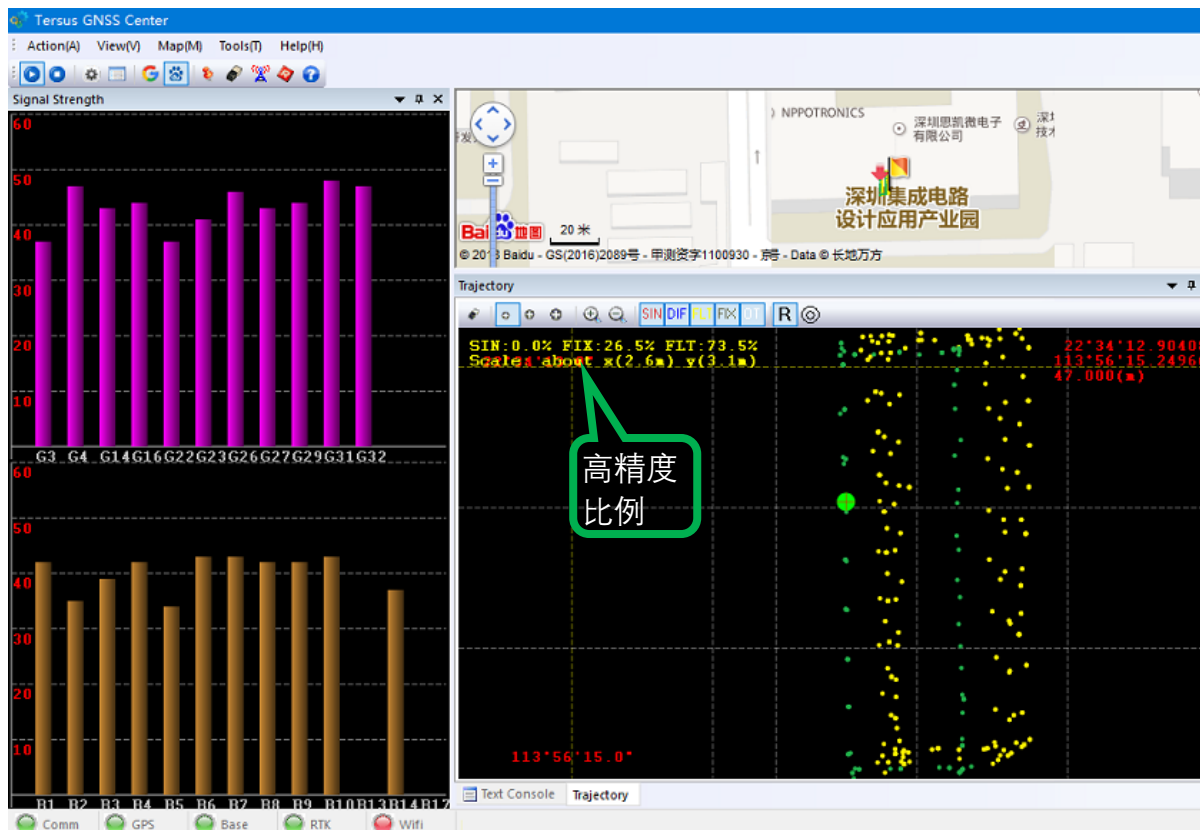 Tersus GNSS Center
Action(A) View(V) Map(M) Tools(T) Help(H)
Signal Strength
60
50
40
30
20
10
G3 G4 G14 G16 G22 G23 G26 G27 G29 G31 G32
60
50
40
30
20
10
B1 B2 B3 B4 B5 B6 B7 B8 B9 B10 B13 B14 B17
Comm GPS Base RTK Wifi
NPPOTRONICS
深圳思凯微电子
有限公司
深圳
技术
深圳集成电路
设计应用产业园
Bai du 地图
20 米
Baidu - GS(2016)2089号 - 甲测资字1100930 - 京号 - Data © 长地万方
Trajectory
SIN DIF FLT FIX R
SIN:0.0% FIX:26.5% FLT:73.5%
Scale: about x(2.6m) y(3.1m)
22°34'12.9040
113°56'15.2496
47.000(m)
高精度
比例
113°56'15.0"
Text Console Trajectory